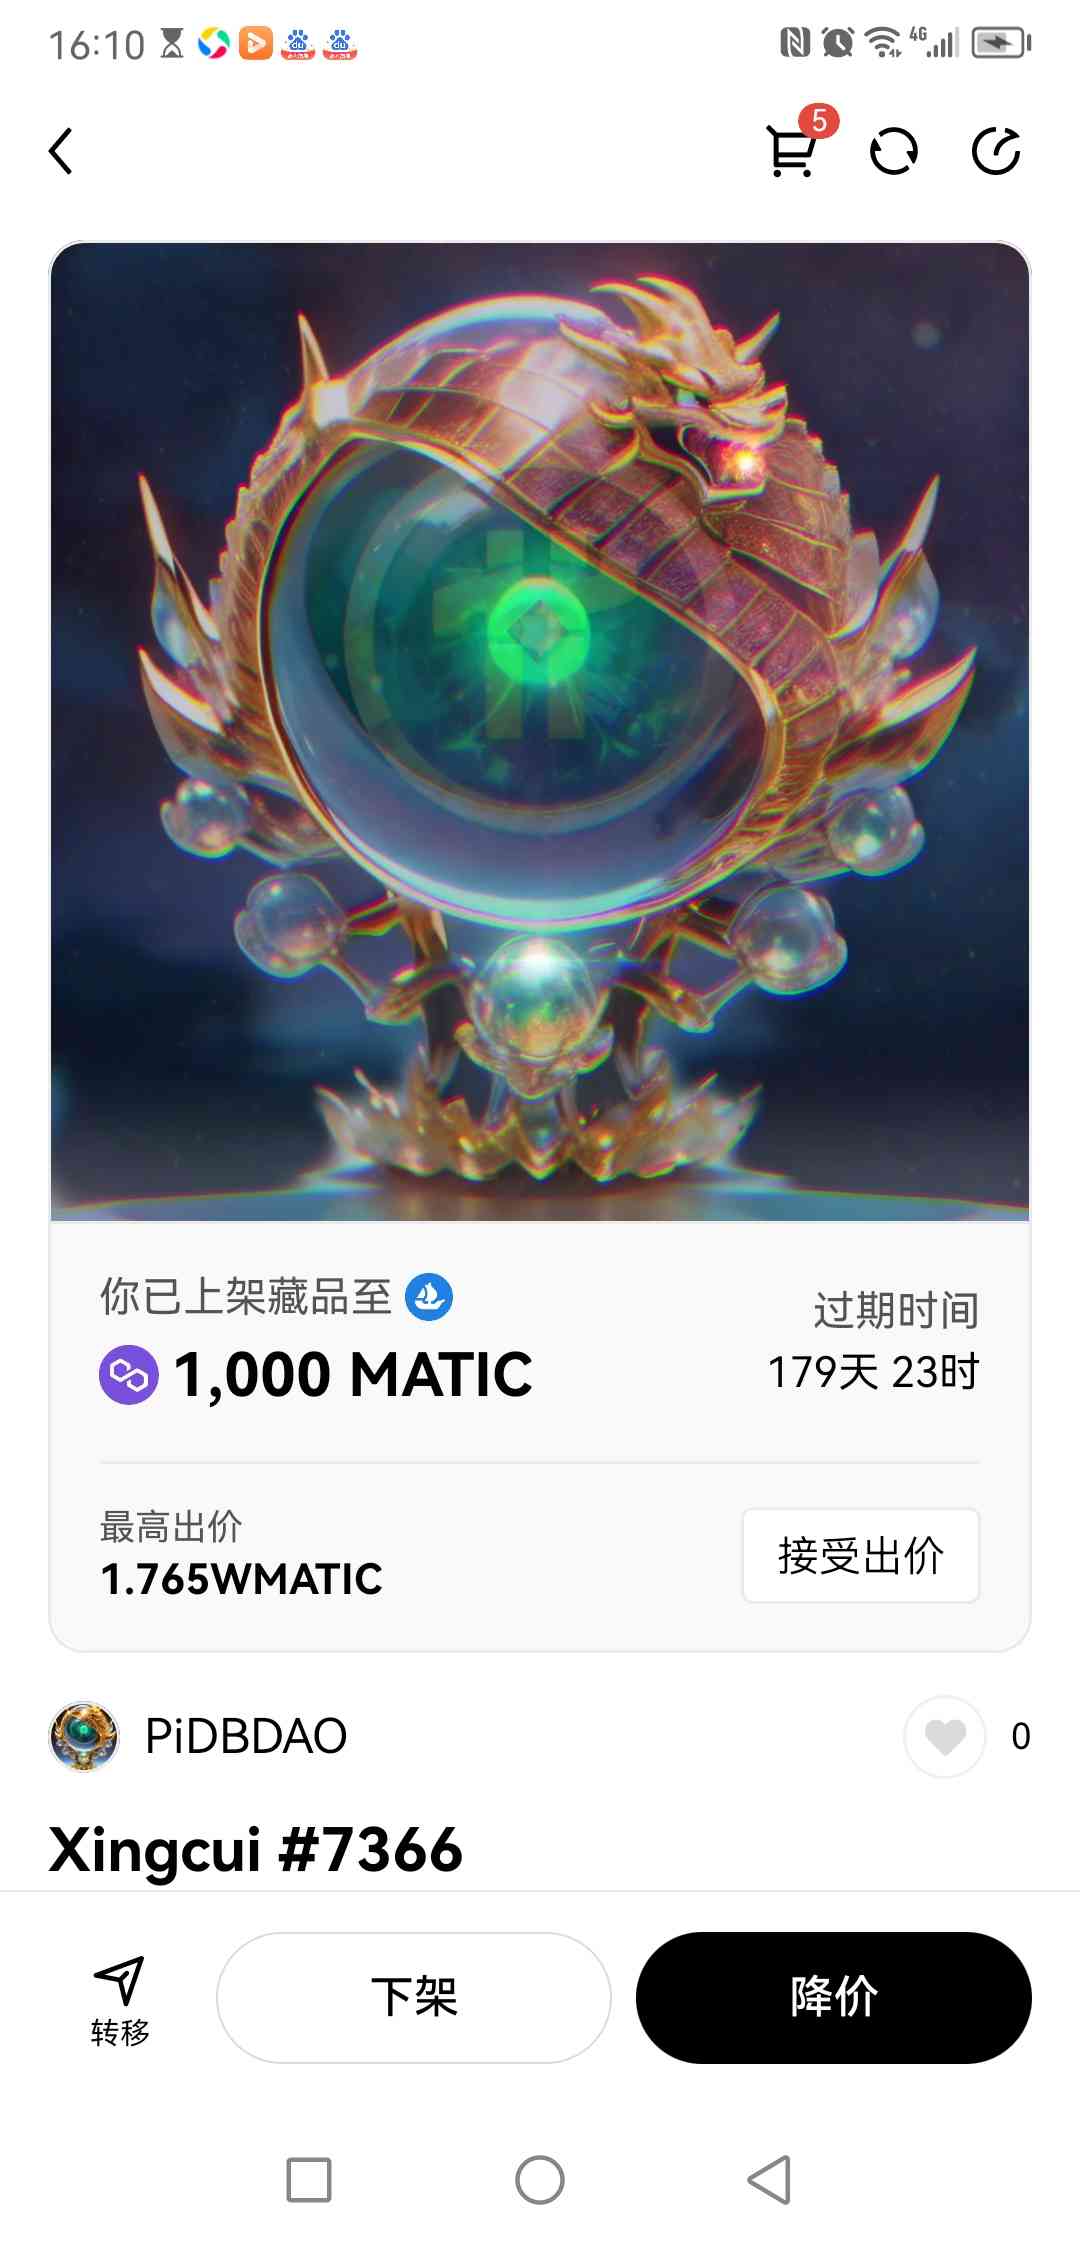 16:10
4G
5
你已上架藏品至
过期时间
1,000 MATIC
179天 23时
最高出价
1.765WMATIC
接受出价
PiDBDAO
0
Xingcui #7366
转移
下架
降价